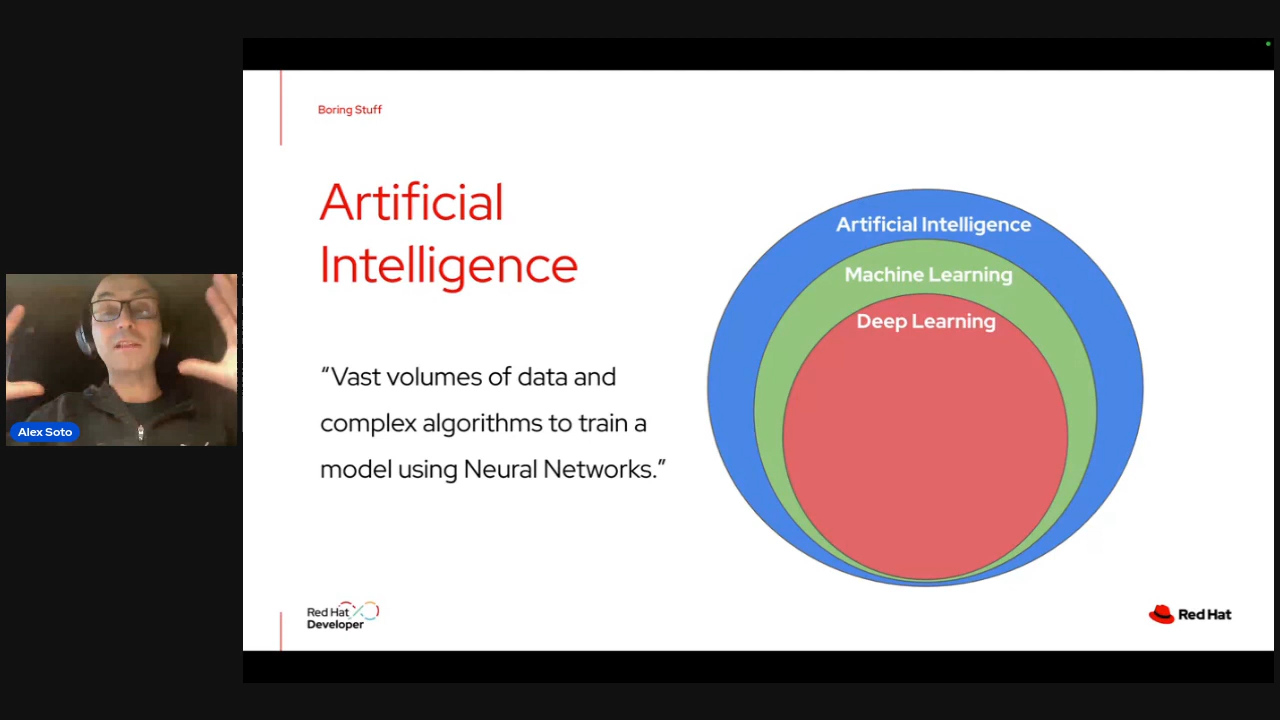 Boring Stuff
Artificial
Intelligence
“Vast volumes of data and
complex algorithms to train a
model using Neural Networks.”
Artificial Intelligence
Machine Learning
Deep Learning
Alex Soto
Red Hat
Developer
Red Hat